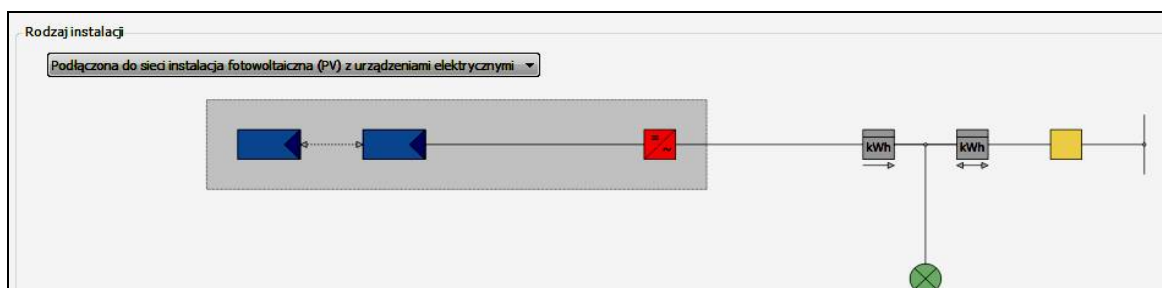 Rodzaj instalacji
Podłączona do sieci instalacja fotowoltaiczna (PV) z urządzeniami elektrycznymi
kWh kWh